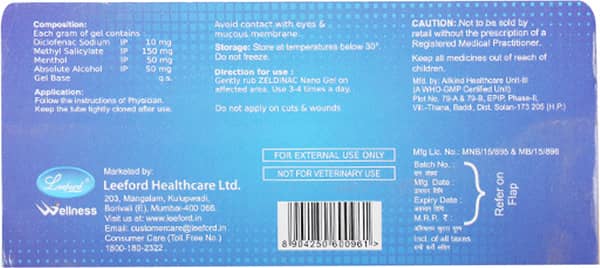 Composition:
Each gram of gel contains
Diclofenac Sodium IP 10 mg
Methyl Salicylate IP 150 mg
Menthol IP 50 mg
Absolute Alcohol IP 50 mg
Gel Base q.s.
Application:
Follow the instructions of Physician.
Keep the tube tightly cloned after use.
Avoid contact with eyes &
mucous membrane.
Storage: Store at temperatures below 30°.
Do not freeze.
Direction for use :
Gently rub ZELDINAC Nano Gel on
affected area. Use 3-4 times a day.
Do not apply on cuts & wounds
CAUTION: Not to be sold by
retail without the prescription of a
Registered Medical Practitioner.
Keep all medicines out of reach of
children.
Mfg. by.: Allkind Healthcare Unit-III
(A WHO-GMP Certified Unit)
Plot No. 79-A & 79-B, EPIP, Phase-II,
Vill:-Thana, Baddi, Dist. Solan-173 205 (H.P.)
Mfg Lic. No.: MNB/15/895 & MB/15/896
Batch No. :
Mfg. Date :
Expiry Date :
M.R.P. ₹ :
Incl. of all taxes
Refer on
Flap
FOR EXTERNAL USE ONLY
NOT FOR VETERINARY USE
8 904250 600961 >
Leeford
Wellness
Marketed by:
Leeford Healthcare Ltd.
203, Mangalam, Kulupwadi,
Borivali (E), Mumbai-400 066.
Visit us at: www.leeford.in
Email: customercare@leeford.in
Consumer Care (Toll Free No.)
1800-180-2322